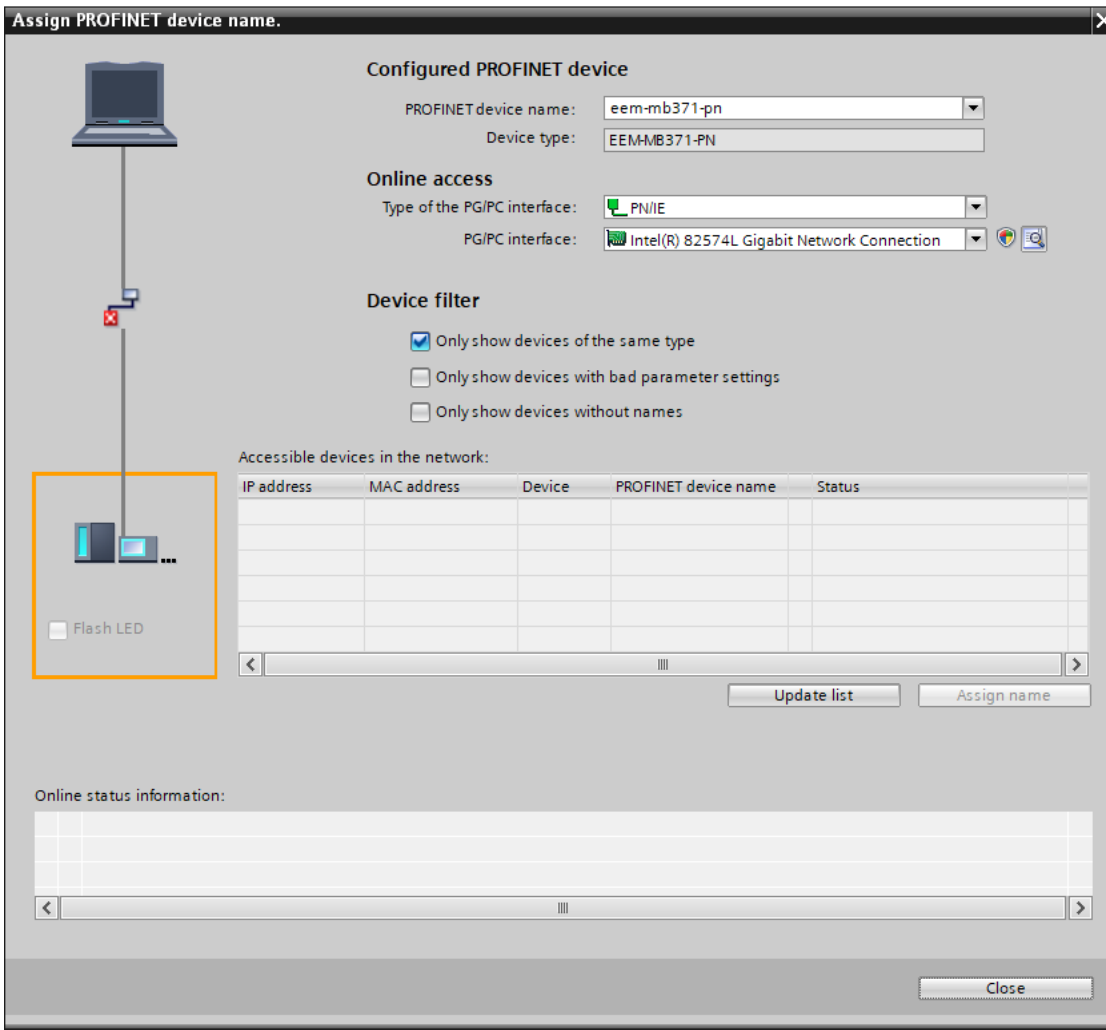 Assign PROFINET device name.
Configured PROFINET device
PROFINET device name: eem-mb371-pn
Device type: EEM-MB371-PN
Online access
Type of the PG/PC interface: PN/IE
PG/PC interface: Intel(R) 82574L Gigabit Network Connection
Device filter
Only show devices of the same type
Only show devices with bad parameter settings
Only show devices without names
Accessible devices in the network:
IP address MAC address Device PROFINET device name Status
Flash LED
Update list Assign name
Online status information:
Close